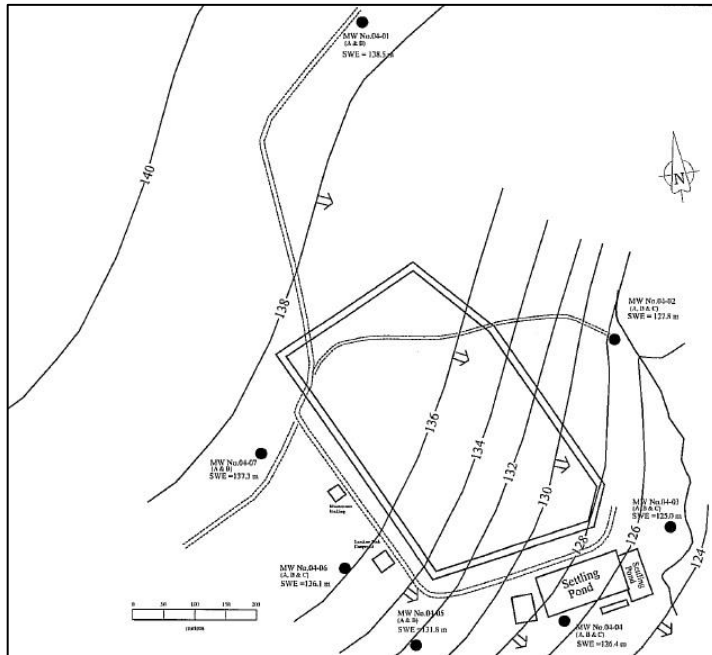 MW No.04-01
(A & B)
SWE = 138.5 m
140
N
138
MW No.04-02
(A, B & C)
SWE = 127.8 m
136
134
132
130
MW No.04-07
(A & B)
SWE =137.3 m
MW No.04-03
(A, B & C)
SWE =125.0 m
128
126
124
MW No.04-06
(A, B & C)
SWE =136.1 m
Settling
Pond
Settling
Pond
0 50 100 150 200
MW No.04-05
(A & B)
SWE =131.8 m
MW No.04-04
(A, B & C)
SWE =126.4 m